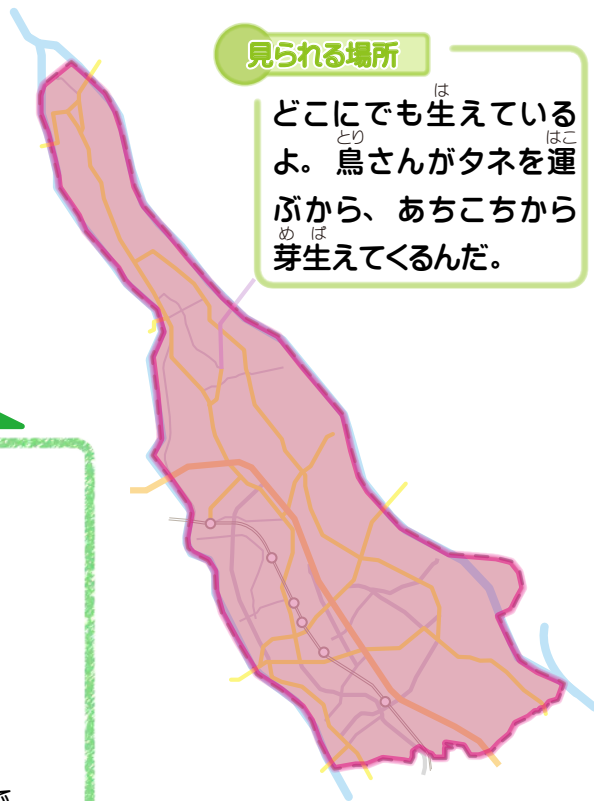 見られる場所
どこにでも生えている
よ。鳥さんがタネを運
ぶから、あちこちから
芽生えてくるんだ。